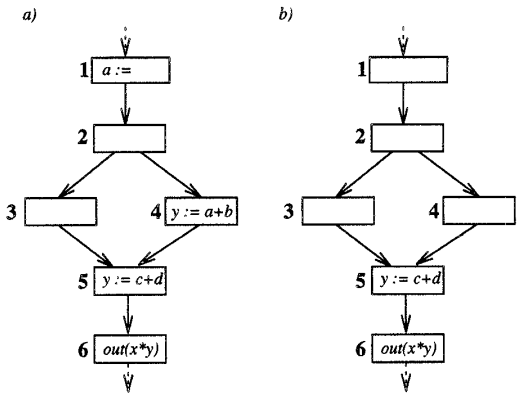 a)
b)
1 a := 
1
2
2
3
4 y := a+b
3
4
5 y := c+d
5 y := c+d
6 out(x*y)
6 out(x*y)